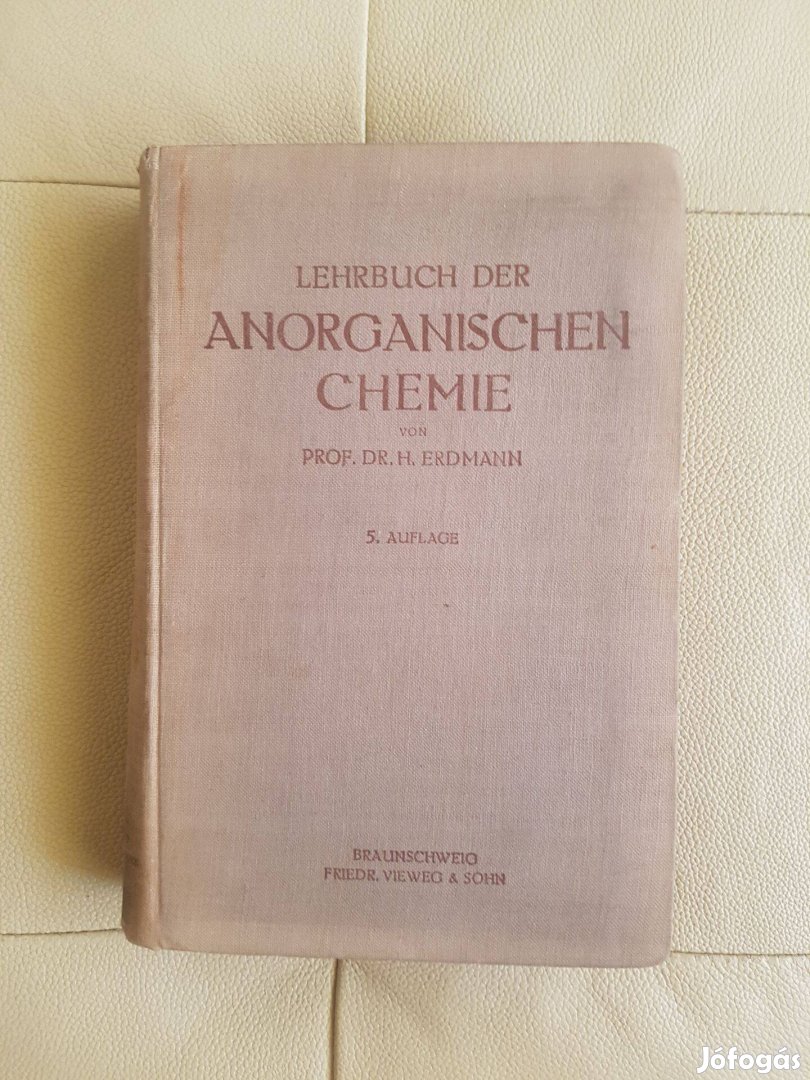 LEHRBUCH DER
ANORGANISCHEN
CHEMIE
VON
PROF. DR. H. ERDMANN
5. AUFLAGE
BRAUNSCHWEIG
FRIEDR. VIEWEG & SOHN
Jófogás